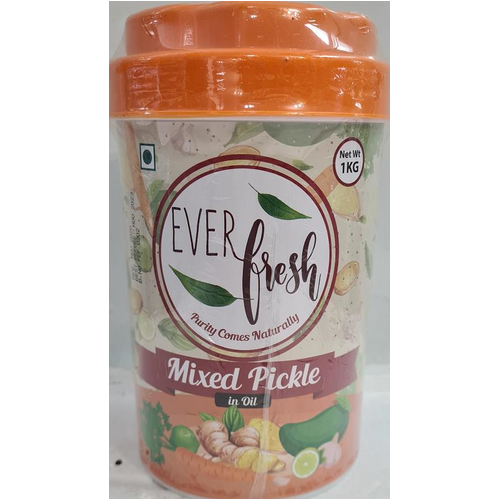 Net Wt
1KG
EVER
fresh
Purity Comes Naturally
Mixed Pickle
in Oil